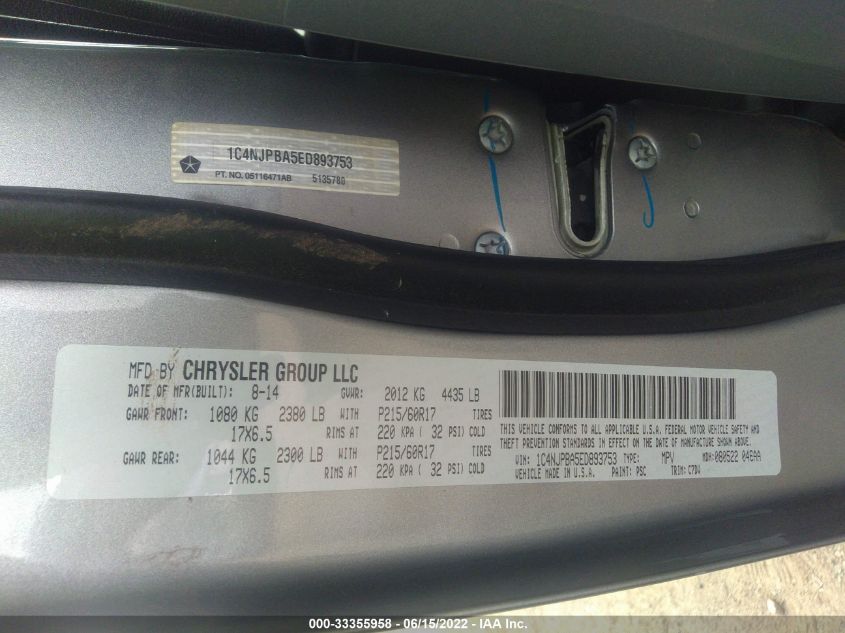 1C4NJPBA5ED893753
PT. NO. 05116471AB 5135780
MFD BY CHRYSLER GROUP LLC
DATE OF MFR(BUILT): 8-14 GVWR: 2012 KG 4435 LB
GAWR FRONT: 1080 KG 2380 LB WITH P215/60R17 TIRES
17X6.5 RIMS AT 220 KPA ( 32 PSI) COLD
GAWR REAR: 1044 KG 2300 LB WITH P215/60R17 TIRES
17X6.5 RIMS AT 220 KPA ( 32 PSI) COLD
THIS VEHICLE CONFORMS TO ALL APPLICABLE U.S.A. FEDERAL MOTOR VEHICLE SAFETY AND
THEFT PREVENTION STANDARDS IN EFFECT ON THE DATE OF MANUFACTURE SHOWN ABOVE.
VIN: 1C4NJPBA5ED893753 TYPE: MPV MDH: 080522 046AA
VEHICLE MADE IN U.S.A. PAINT: PSC TRIM: C7DV
000-33355958 - 06/15/2022 - IAA Inc.